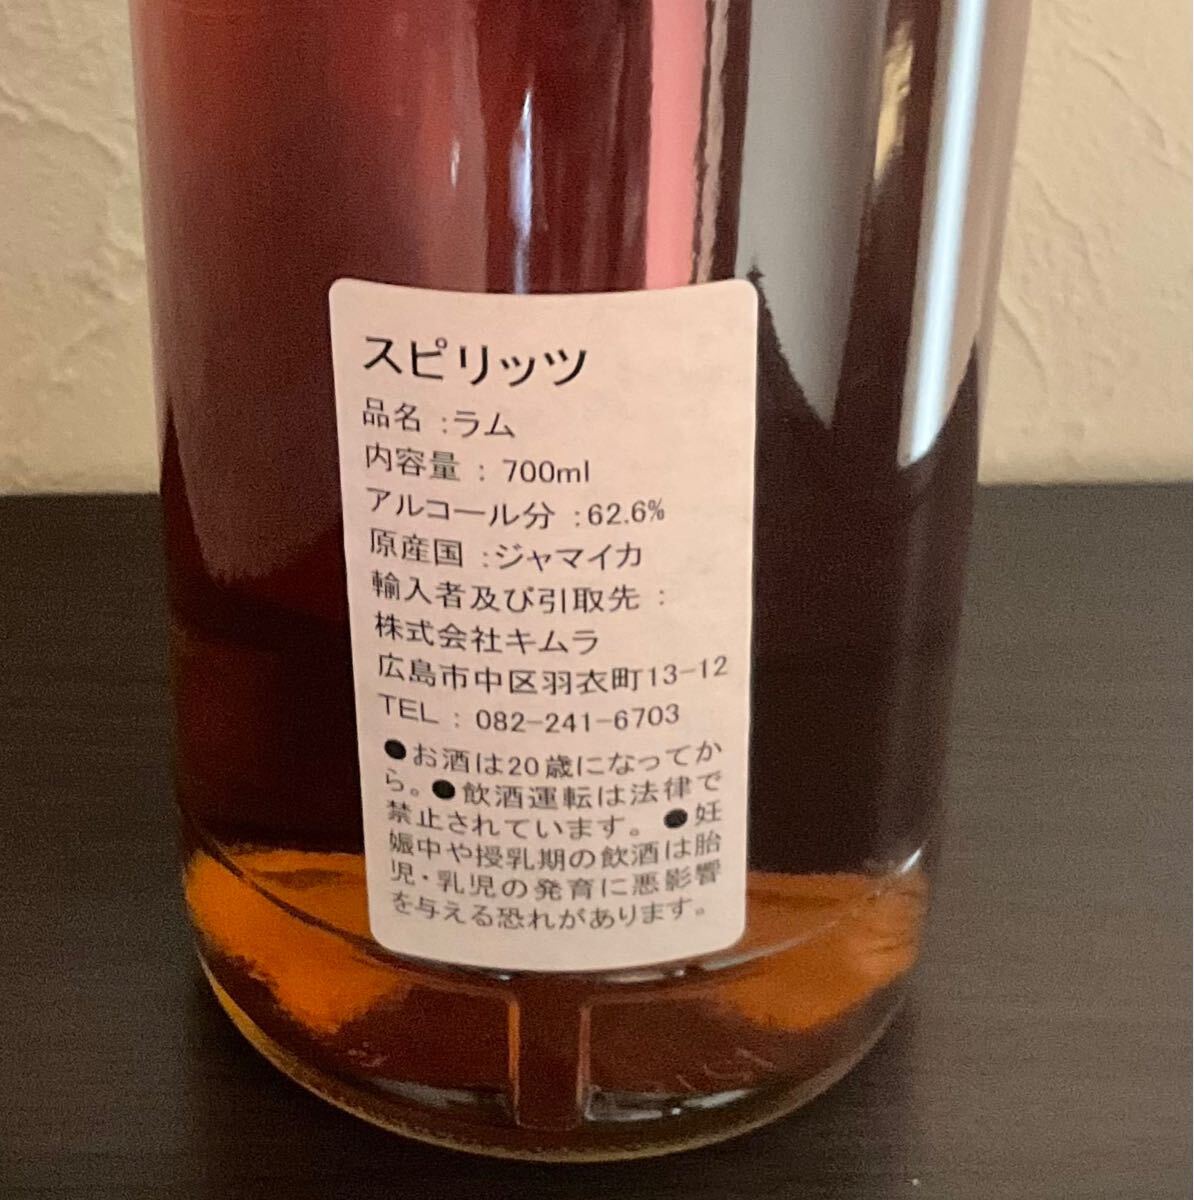 スピリッツ
品名 :ラム
内容量 : 700ml
アルコール分 :62.6%
原産国 :ジャマイカ
輸入者及び引取先 :
株式会社キムラ
広島市中区羽衣町13-12
TEL : 082-241-6703
●お酒は20歳になってか
ら。●飲酒運転は法律で
禁止されています。●妊
娠中や授乳期の飲酒は胎
児・乳児の発育に悪影響
を与える恐れがあります。